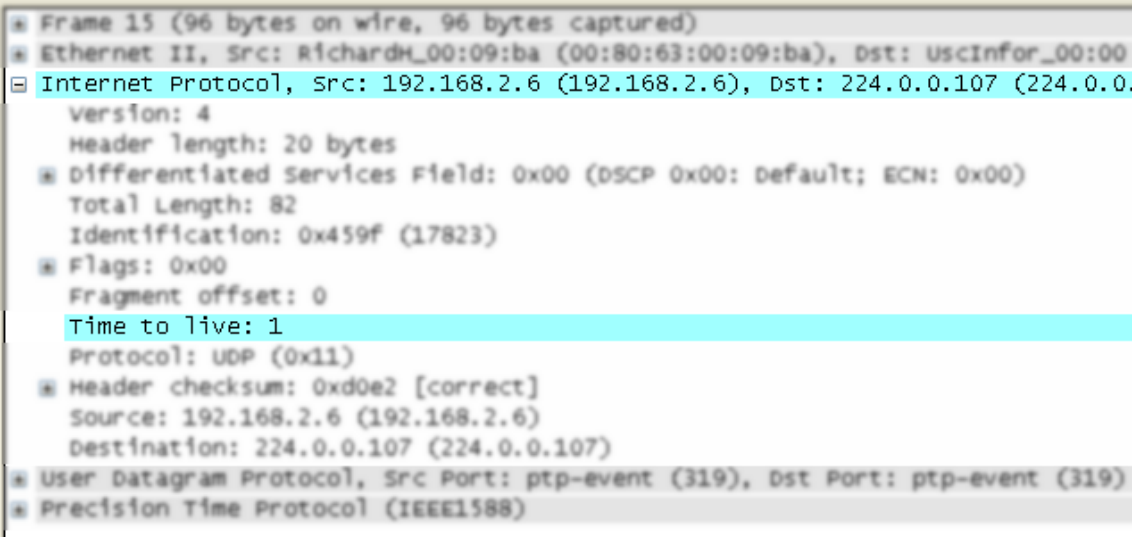 Frame 15 (96 bytes on wire, 96 bytes captured)
Ethernet II, Src: RichardH_00:09:ba (00:80:63:00:09:ba), Dst: UscInfor_00:00
Internet Protocol, Src: 192.168.2.6 (192.168.2.6), Dst: 224.0.0.107 (224.0.0.
Version: 4
Header length: 20 bytes
Differentiated Services Field: 0x00 (DSCP 0x00: Default; ECN: 0x00)
Total Length: 82
Identification: 0x459f (17823)
Flags: 0x00
Fragment offset: 0
Time to live: 1
Protocol: UDP (0x11)
Header checksum: 0xd0e2 [correct]
Source: 192.168.2.6 (192.168.2.6)
Destination: 224.0.0.107 (224.0.0.107)
User Datagram Protocol, Src Port: ptp-event (319), Dst Port: ptp-event (319)
Precision Time Protocol (IEEE1588)